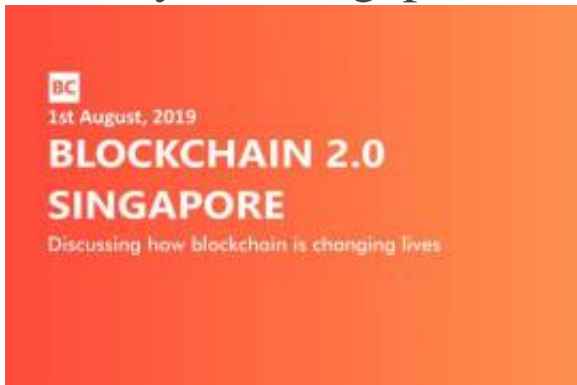 BC
1st August, 2019
BLOCKCHAIN 2.0
SINGAPORE
Discussing how blockchain is changing lives